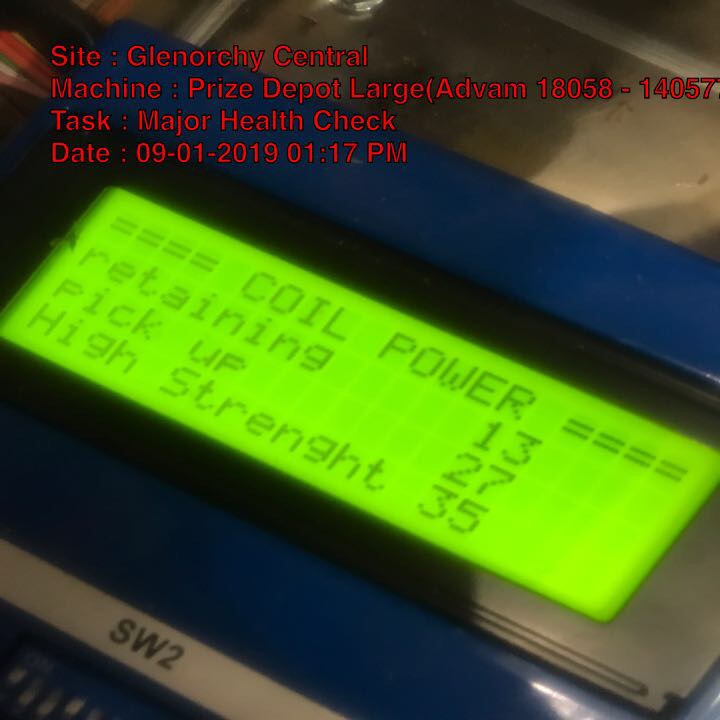 Site : Glenorchy Central
Machine : Prize Depot Large(Advam 18058 - 140577
Task : Major Health Check
Date : 09-01-2019 01:17 PM
==== COIL POWER ====
retaining 13
Pick up 27
High Strenght 35
SW2